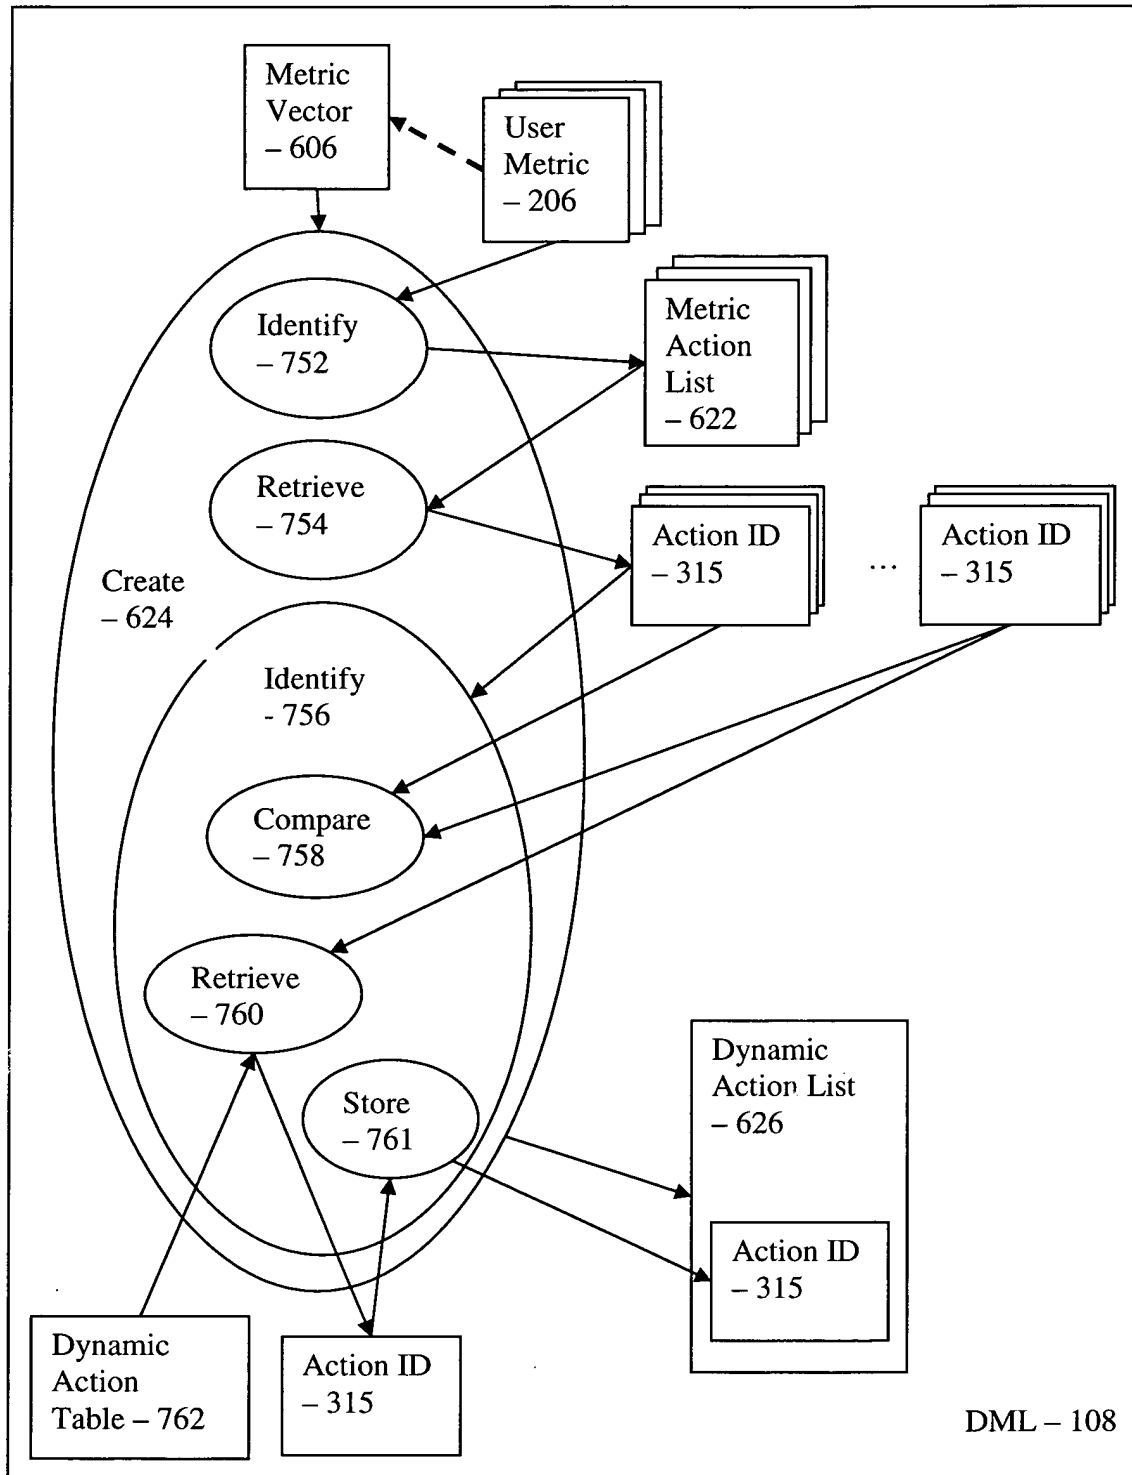 Metric
Vector
– 606
User
Metric
– 206
Identify
– 752
Metric
Action
List
– 622
Retrieve
– 754
Action ID
– 315
...
Action ID
– 315
Create
– 624
Identify
- 756
Compare
– 758
Retrieve
– 760
Store
– 761
Dynamic
Action List
– 626
Action ID
– 315
Dynamic
Action
Table – 762
Action ID
– 315
DML – 108